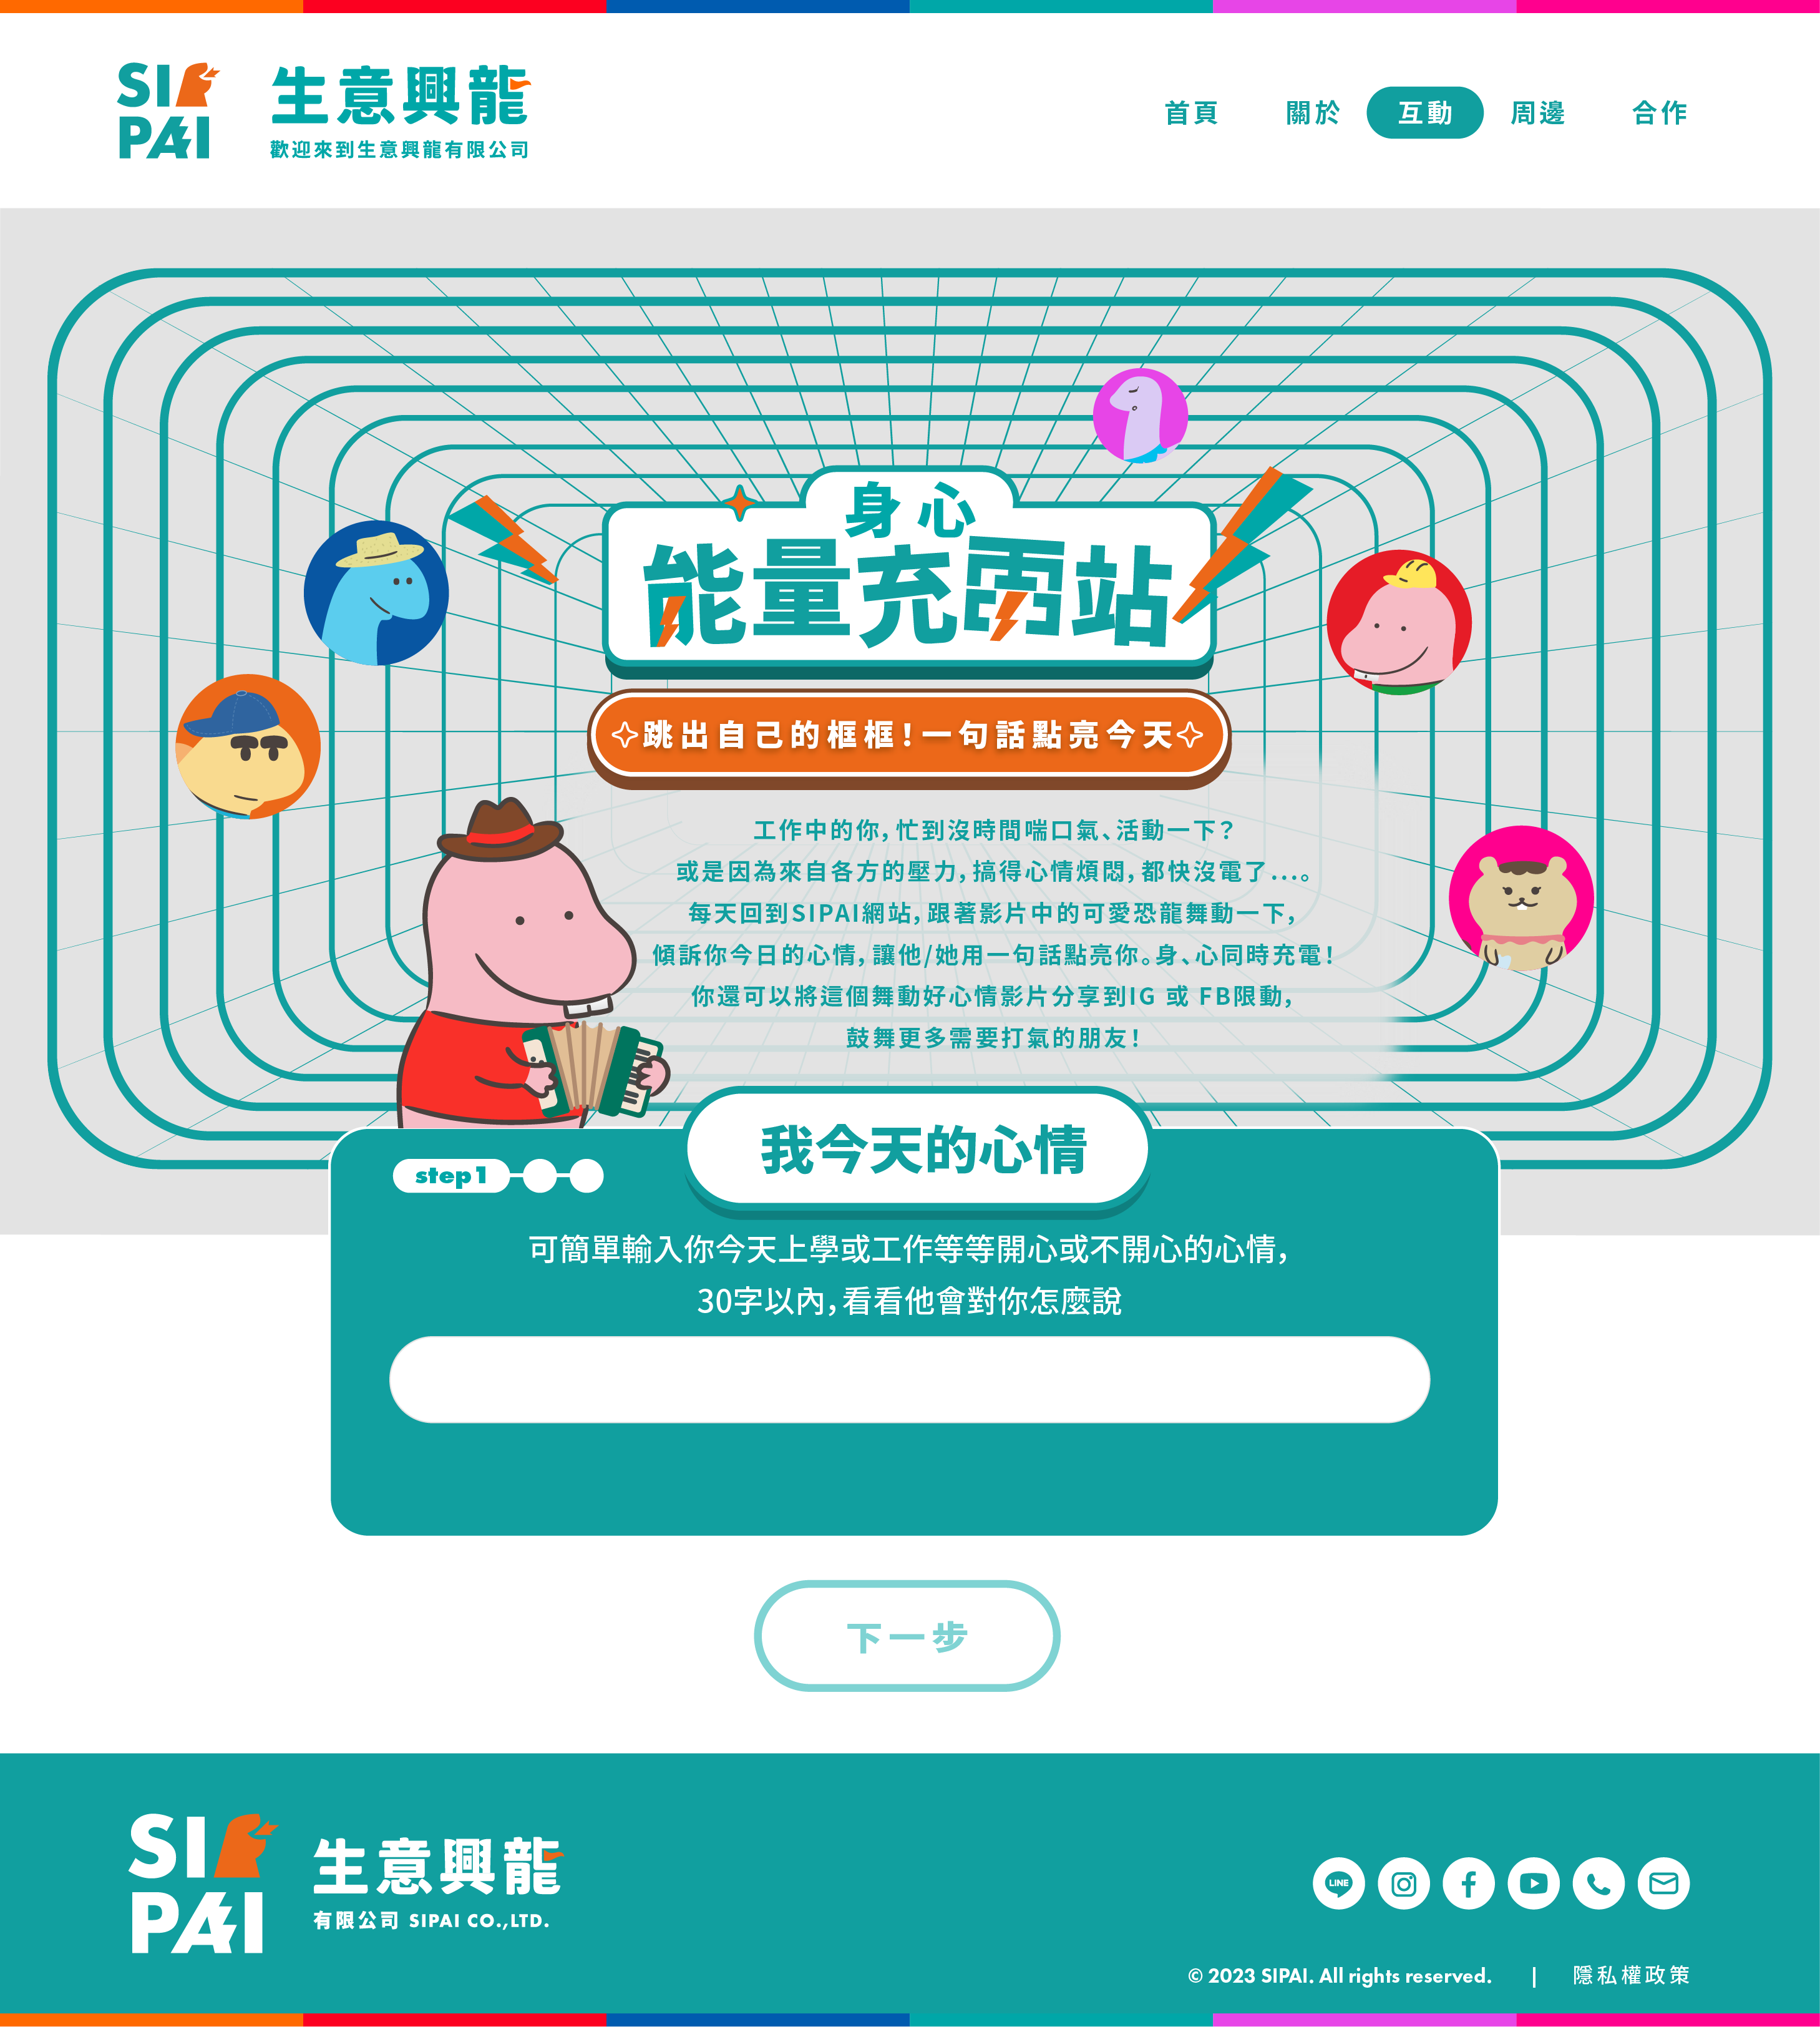 SI
PAI
生意興龍
歡迎來到生意興龍有限公司
首頁 關於 互動 周邊 合作
身心
能量充電站
跳出自己的框框！一句話點亮今天
工作中的你，忙到沒時間喘口氣、活動一下？
或是因為來自各方的壓力，搞得心情煩悶，都快沒電了...。
每天回到SIPAI網站，跟著影片中的可愛恐龍舞動一下，
傾訴你今日的心情，讓他/她用一句話點亮你。身、心同時充電！
你還可以將這個舞動好心情影片分享到IG 或 FB限動，
鼓舞更多需要打氣的朋友！
我今天的心情
step1
可簡單輸入你今天上學或工作等等開心或不開心的心情，
30字以內，看看他會對你怎麼說
下一步
SI
PAI
生意興龍
有限公司 SIPAI CO.,LTD.
LINE
© 2023 SIPAI. All rights reserved. | 隱私權政策